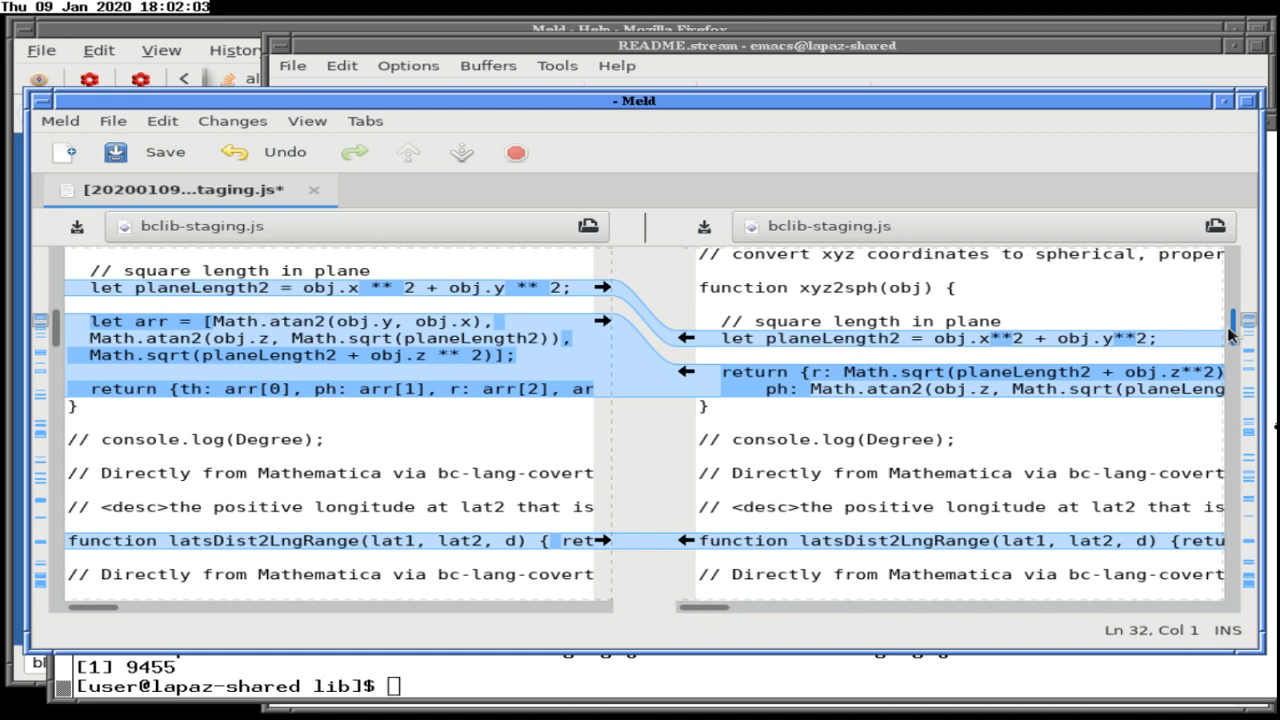 Thu 09 Jan 2020 18:02:03
Meld - Help - Mozilla Firefox
README.stream - emacs@lapaz-shared
File Edit View Histor
File Edit Options Buffers Tools Help
al
- Meld
Meld File Edit Changes View Tabs
Save Undo
[20200109...taging.js*
bclib-staging.js
bclib-staging.js
// square length in plane
let planeLength2 = obj.x ** 2 + obj.y ** 2;
let arr = [Math.atan2(obj.y, obj.x),
Math.atan2(obj.z, Math.sqrt(planeLength2)),
Math.sqrt(planeLength2 + obj.z ** 2)];
return {th: arr[0], ph: arr[1], r: arr[2], ar
}
// console.log(Degree);
// Directly from Mathematica via bc-lang-covert
// <desc>the positive longitude at lat2 that is
function latsDist2LngRange(lat1, lat2, d) { ret
// Directly from Mathematica via bc-lang-covert
// convert xyz coordinates to spherical, proper
function xyz2sph(obj) {
// square length in plane
let planeLength2 = obj.x**2 + obj.y**2;
return {r: Math.sqrt(planeLength2 + obj.z**2)
ph: Math.atan2(obj.z, Math.sqrt(planeLeng
}
// console.log(Degree);
// Directly from Mathematica via bc-lang-covert
// <desc>the positive longitude at lat2 that is
function latsDist2LngRange(lat1, lat2, d) {retu
// Directly from Mathematica via bc-lang-covert
Ln 32, Col 1 INS
bl
[1] 9455
[user@lapaz-shared lib]$